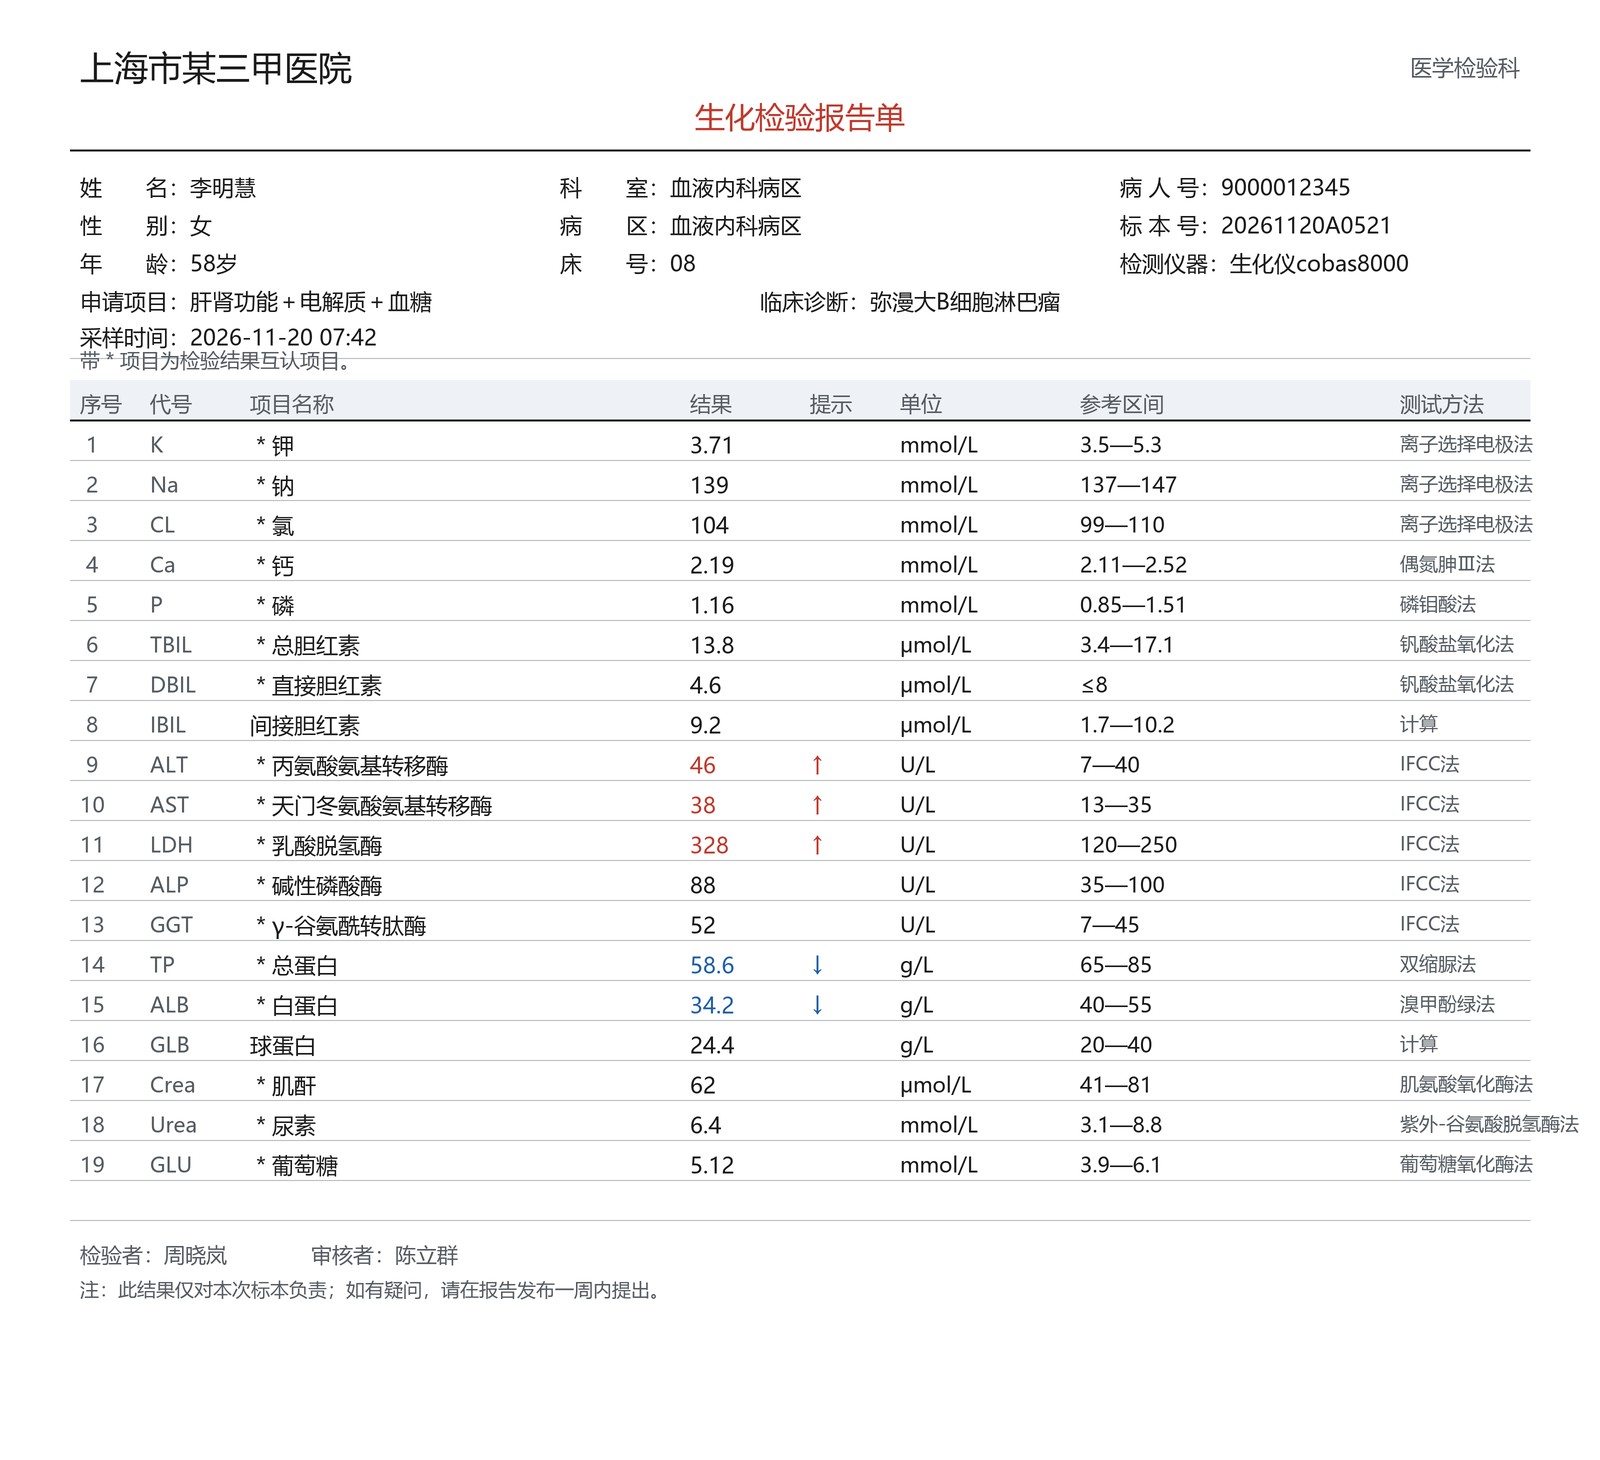 上海市某三甲医院 医学检验科
生化检验报告单
姓 名：李明慧 科 室：血液内科病区 病 人 号：9000012345
性 别：女 病 区：血液内科病区 标 本 号：20261120A0521
年 龄：58岁 床 号：08 检测仪器：生化仪cobas8000
申请项目：肝肾功能＋电解质＋血糖 临床诊断：弥漫大B细胞淋巴瘤
采样时间：2026-11-20 07:42
带 * 项目为检验结果互认项目。
序号 代号 项目名称 结果 提示 单位 参考区间 测试方法
1 K * 钾 3.71 mmol/L 3.5—5.3 离子选择电极法
2 Na * 钠 139 mmol/L 137—147 离子选择电极法
3 CL * 氯 104 mmol/L 99—110 离子选择电极法
4 Ca * 钙 2.19 mmol/L 2.11—2.52 偶氮胂Ⅲ法
5 P * 磷 1.16 mmol/L 0.85—1.51 磷钼酸法
6 TBIL * 总胆红素 13.8 μmol/L 3.4—17.1 钒酸盐氧化法
7 DBIL * 直接胆红素 4.6 μmol/L ≤8 钒酸盐氧化法
8 IBIL 间接胆红素 9.2 μmol/L 1.7—10.2 计算
9 ALT * 丙氨酸氨基转移酶 46 ↑ U/L 7—40 IFCC法
10 AST * 天门冬氨酸氨基转移酶 38 ↑ U/L 13—35 IFCC法
11 LDH * 乳酸脱氢酶 328 ↑ U/L 120—250 IFCC法
12 ALP * 碱性磷酸酶 88 U/L 35—100 IFCC法
13 GGT * γ-谷氨酰转肽酶 52 U/L 7—45 IFCC法
14 TP * 总蛋白 58.6 ↓ g/L 65—85 双缩脲法
15 ALB * 白蛋白 34.2 ↓ g/L 40—55 溴甲酚绿法
16 GLB 球蛋白 24.4 g/L 20—40 计算
17 Crea * 肌酐 62 μmol/L 41—81 肌氨酸氧化酶法
18 Urea * 尿素 6.4 mmol/L 3.1—8.8 紫外-谷氨酸脱氢酶法
19 GLU * 葡萄糖 5.12 mmol/L 3.9—6.1 葡萄糖氧化酶法
检验者：周晓岚 审核者：陈立群
注：此结果仅对本次标本负责；如有疑问，请在报告发布一周内提出。